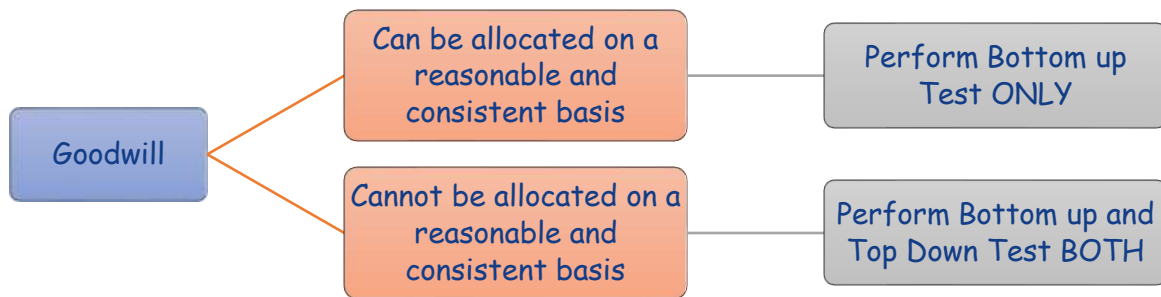 Goodwill
Can be allocated on a
reasonable and
consistent basis
Perform Bottom up
Test ONLY
Cannot be allocated on a
reasonable and
consistent basis
Perform Bottom up and
Top Down Test BOTH